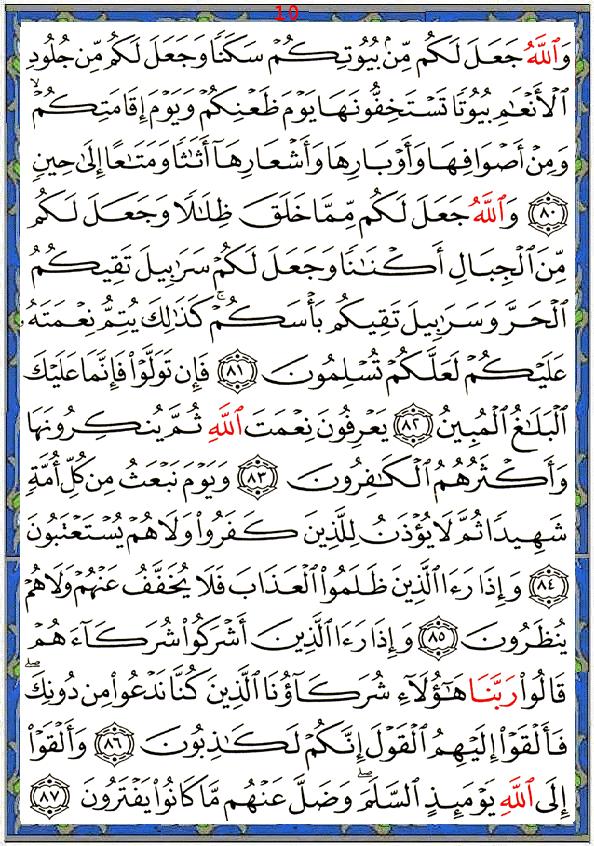 10
وَٱللَّهُ جَعَلَ لَكُم مِّنۢ بُيُوتِكُمْ سَكَنًا وَجَعَلَ لَكُم مِّن جُلُودِ
ٱلْأَنْعَٰمِ بُيُوتًا تَسْتَخِفُّونَهَا يَوْمَ ظَعْنِكُمْ وَيَوْمَ إِقَامَتِكُمْ ۙ
وَمِنْ أَصْوَافِهَا وَأَوْبَارِهَا وَأَشْعَارِهَآ أَثَٰثًا وَمَتَٰعًا إِلَىٰ حِينٍ
﴿٨٠﴾ وَٱللَّهُ جَعَلَ لَكُم مِّمَّا خَلَقَ ظِلَٰلًا وَجَعَلَ لَكُم
مِّنَ ٱلْجِبَالِ أَكْنَٰنًا وَجَعَلَ لَكُمْ سَرَٰبِيلَ تَقِيكُمُ
ٱلْحَرَّ وَسَرَٰبِيلَ تَقِيكُم بَأْسَكُمْ ۚ كَذَٰلِكَ يُتِمُّ نِعْمَتَهُۥ
عَلَيْكُمْ لَعَلَّكُمْ تُسْلِمُونَ ﴿٨١﴾ فَإِن تَوَلَّوْا۟ فَإِنَّمَا عَلَيْكَ
ٱلْبَلَٰغُ ٱلْمُبِينُ ﴿٨٢﴾ يَعْرِفُونَ نِعْمَتَ ٱللَّهِ ثُمَّ يُنكِرُونَهَا
وَأَكْثَرُهُمُ ٱلْكَٰفِرُونَ ﴿٨٣﴾ وَيَوْمَ نَبْعَثُ مِن كُلِّ أُمَّةٍ
شَهِيدًا ثُمَّ لَا يُؤْذَنُ لِلَّذِينَ كَفَرُوا۟ وَلَا هُمْ يُسْتَعْتَبُونَ
﴿٨٤﴾ وَإِذَا رَءَا ٱلَّذِينَ ظَلَمُوا۟ ٱلْعَذَابَ فَلَا يُخَفَّفُ عَنْهُمْ وَلَا هُمْ
يُنظَرُونَ ﴿٨٥﴾ وَإِذَا رَءَا ٱلَّذِينَ أَشْرَكُوا۟ شُرَكَآءَهُمْ
قَالُوا۟ رَبَّنَا هَٰٓؤُلَآءِ شُرَكَآؤُنَا ٱلَّذِينَ كُنَّا نَدْعُوا۟ مِن دُونِكَ ۖ
فَأَلْقَوْا۟ إِلَيْهِمُ ٱلْقَوْلَ إِنَّكُمْ لَكَٰذِبُونَ ﴿٨٦﴾ وَأَلْقَوْا۟
إِلَى ٱللَّهِ يَوْمَئِذٍ ٱلسَّلَمَ ۖ وَضَلَّ عَنْهُم مَّا كَانُوا۟ يَفْتَرُونَ ﴿٨٧﴾